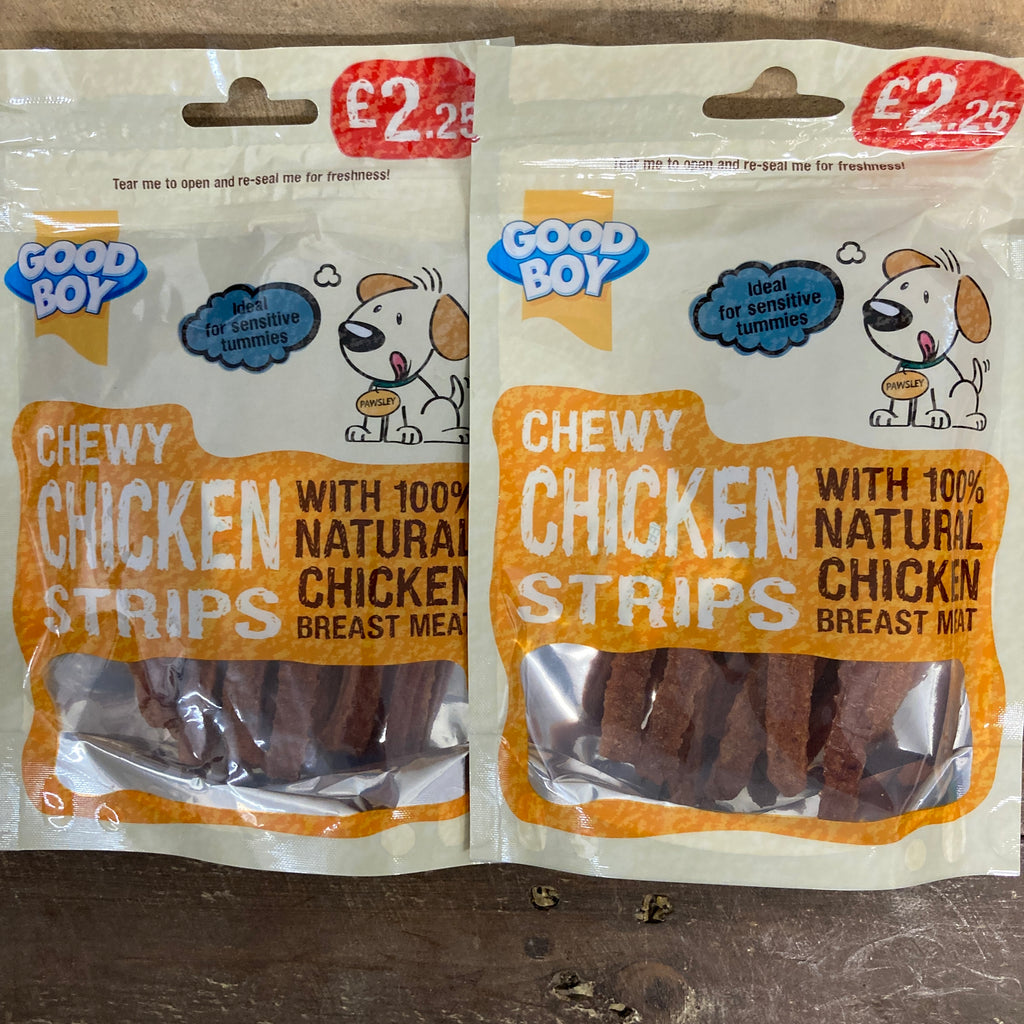 £2.25
Tear me to open and re-seal me for freshness!
GOOD
BOY
Ideal
for sensitive
tummies
PAWSLEY
CHEWY
CHICKEN
STRIPS
WITH 100%
NATURAL
CHICKEN
BREAST MEAT
£2.25
Tear me to open and re-seal me for freshness!
GOOD
BOY
Ideal
for sensitive
tummies
PAWSLEY
CHEWY
CHICKEN
STRIPS
WITH 100%
NATURAL
CHICKEN
BREAST MEAT